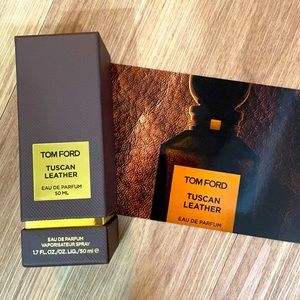 TOM FORD
TUSCAN
LEATHER
EAU DE PARFUM
50 ML
EAU DE PARFUM
VAPORISATEUR SPRAY
1.7 FL. OZ./OZ. LIQ./50 ml ℮
TOM FORD
TUSCAN
LEATHER
EAU DE PARFUM